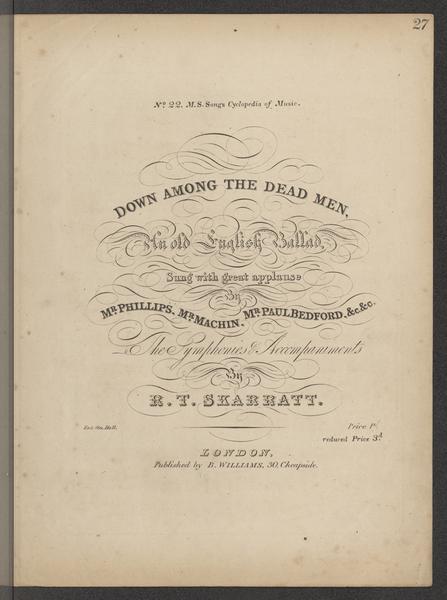 27
No. 22. M.S. Songs Cyclopedia of Music.
DOWN AMONG THE DEAD MEN,
An old English Ballad,
Sung with great applause
By
MR. PHILLIPS, MR. MACHIN, MR. PAUL BEDFORD, &c. &c.
The Symphonies & Accompaniments
By
R. T. SKARRATT.
Ent. Sta. Hall.
Price
reduced Price 3d
LONDON,
Published by B. WILLIAMS, 30, Cheapside.